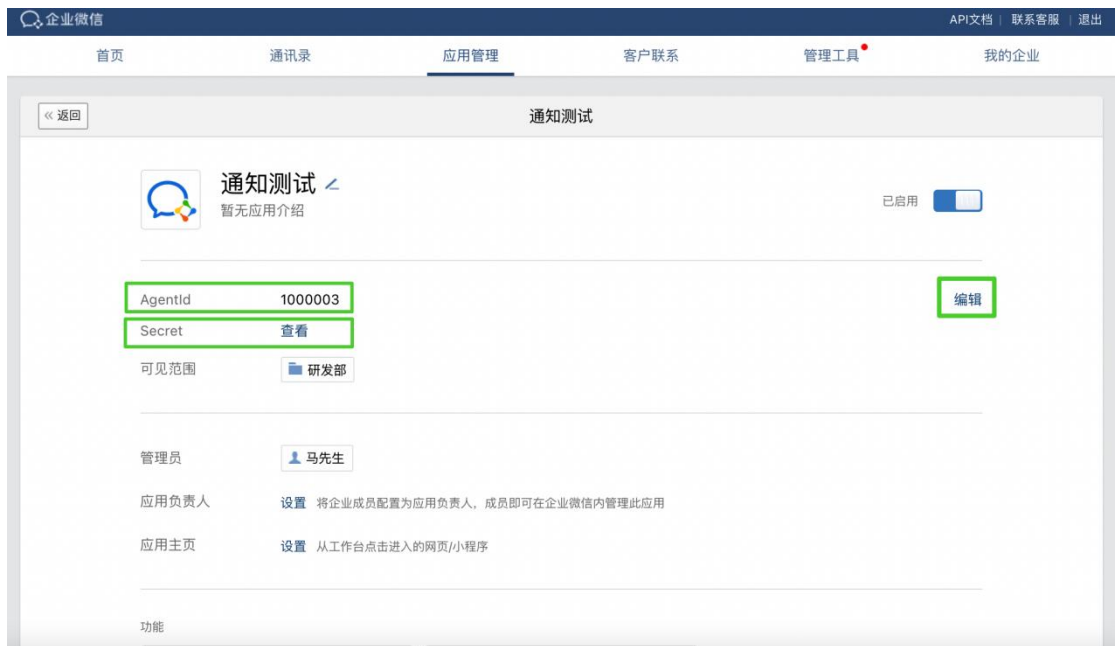 企业微信
API文档 | 联系客服 | 退出
首页 通讯录 应用管理 客户联系 管理工具 我的企业
« 返回 通知测试
通知测试
暂无应用介绍
已启用
AgentId 1000003 编辑
Secret 查看
可见范围 研发部
管理员 马先生
应用负责人 设置 将企业成员配置为应用负责人，成员即可在企业微信内管理此应用
应用主页 设置 从工作台点击进入的网页/小程序
功能